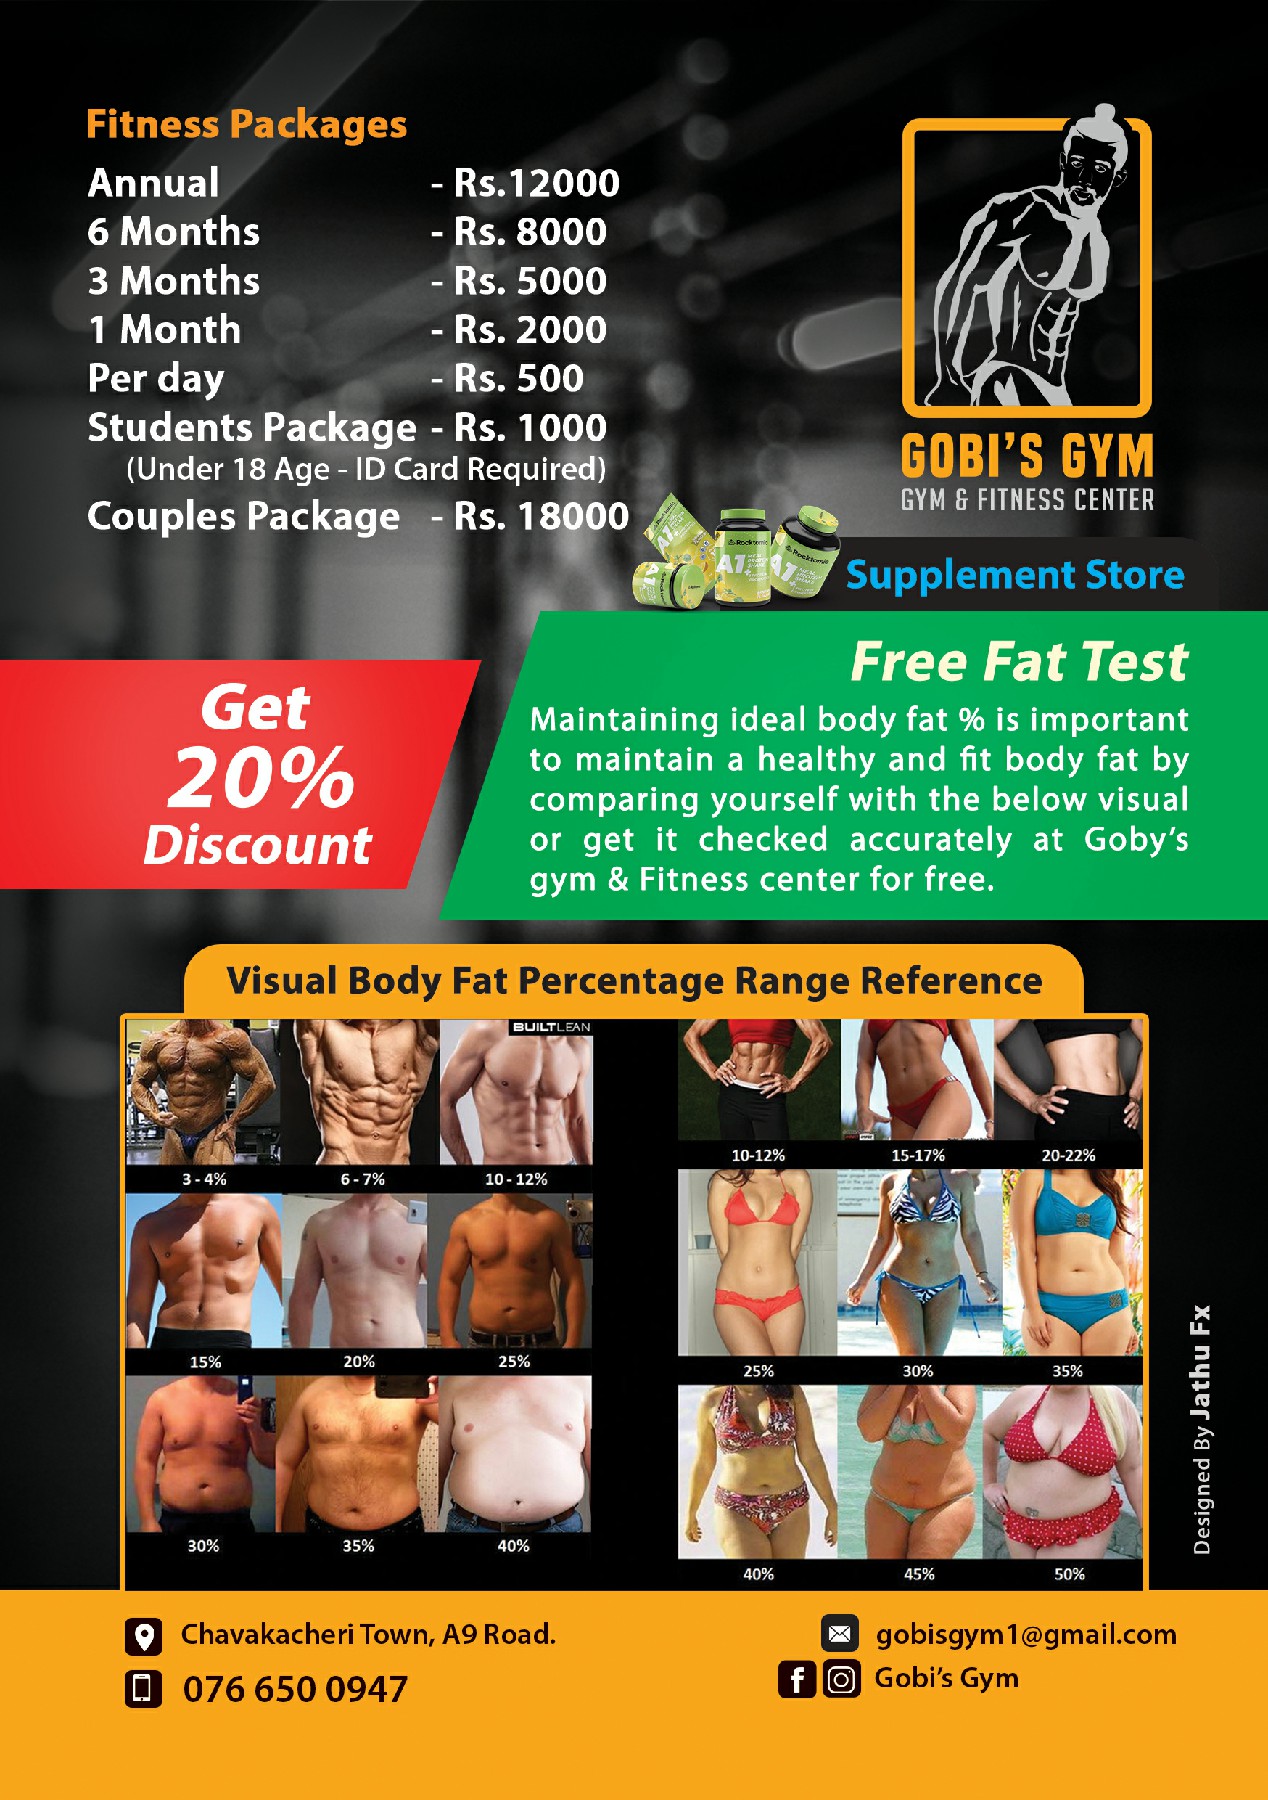 Fitness Packages
Annual - Rs.12000
6 Months - Rs. 8000
3 Months - Rs. 5000
1 Month - Rs. 2000
Per day - Rs. 500
Students Package - Rs. 1000
(Under 18 Age - ID Card Required)
Couples Package - Rs. 18000
GOBI'S GYM
GYM & FITNESS CENTER
Rocktomic
A1+
Supplement Store
Get
20%
Discount
Free Fat Test
Maintaining ideal body fat % is important
to maintain a healthy and fit body fat by
comparing yourself with the below visual
or get it checked accurately at Goby's
gym & Fitness center for free.
Visual Body Fat Percentage Range Reference
BUILTLEAN
3 - 4% 6 - 7% 10 - 12%
15% 20% 25%
30% 35% 40%
10-12% 15-17% 20-22%
25% 30% 35%
40% 45% 50%
Designed By Jathu Fx
Chavakacheri Town, A9 Road.
076 650 0947
gobisgym1@gmail.com
Gobi's Gym